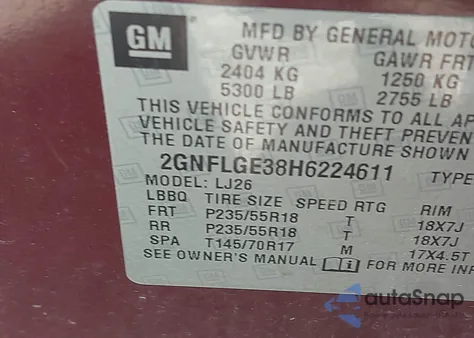 GM
MFD BY GENERAL MOTO
GVWR GAWR FRT
2404 KG 1250 KG
5300 LB 2755 LB
THIS VEHICLE CONFORMS TO ALL AP
VEHICLE SAFETY AND THEFT PREVEN
THE DATE OF MANUFACTURE SHOWN
2GNFLGE38H6224611 TYPE
MODEL: LJ26
LBBQ TIRE SIZE SPEED RTG RIM
FRT P235/55R18 T 18X7J
RR P235/55R18 T 18X7J
SPA T145/70R17 M 17X4.5T
SEE OWNER'S MANUAL FOR MORE INF
autaSnap